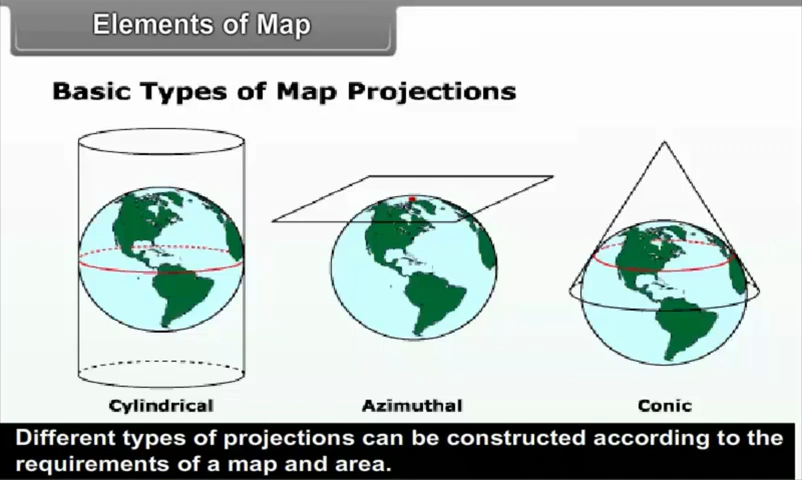 Elements of Map
Basic Types of Map Projections
Cylindrical
Azimuthal
Conic
Different types of projections can be constructed according to the
requirements of a map and area.